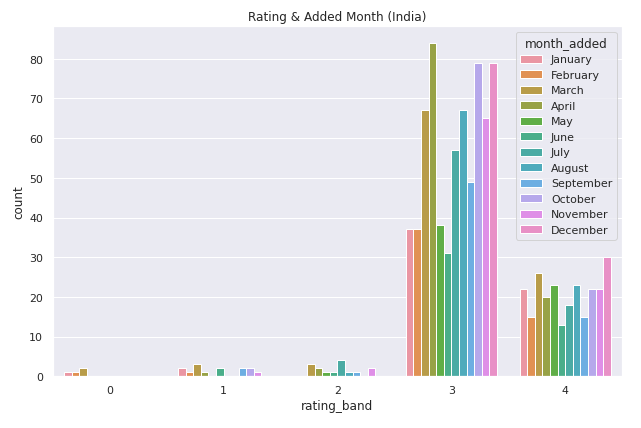 Rating & Added Month (India)
month_added
January
February
March
April
May
June
July
August
September
October
November
December
count
80
70
60
50
40
30
20
10
0
0 1 2 3 4
rating_band